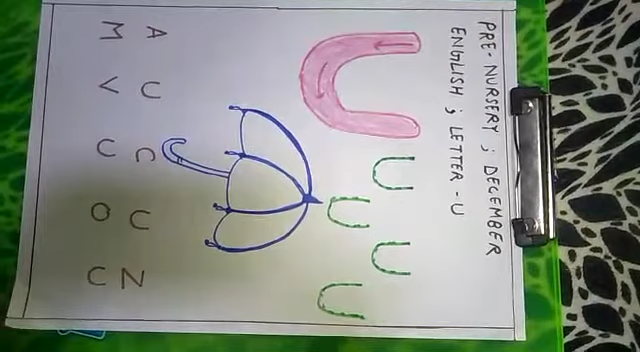 PRE-NURSERY ; DECEMBER
ENGLISH ; LETTER - U
U
U U U U
A U C U N
M V U O U